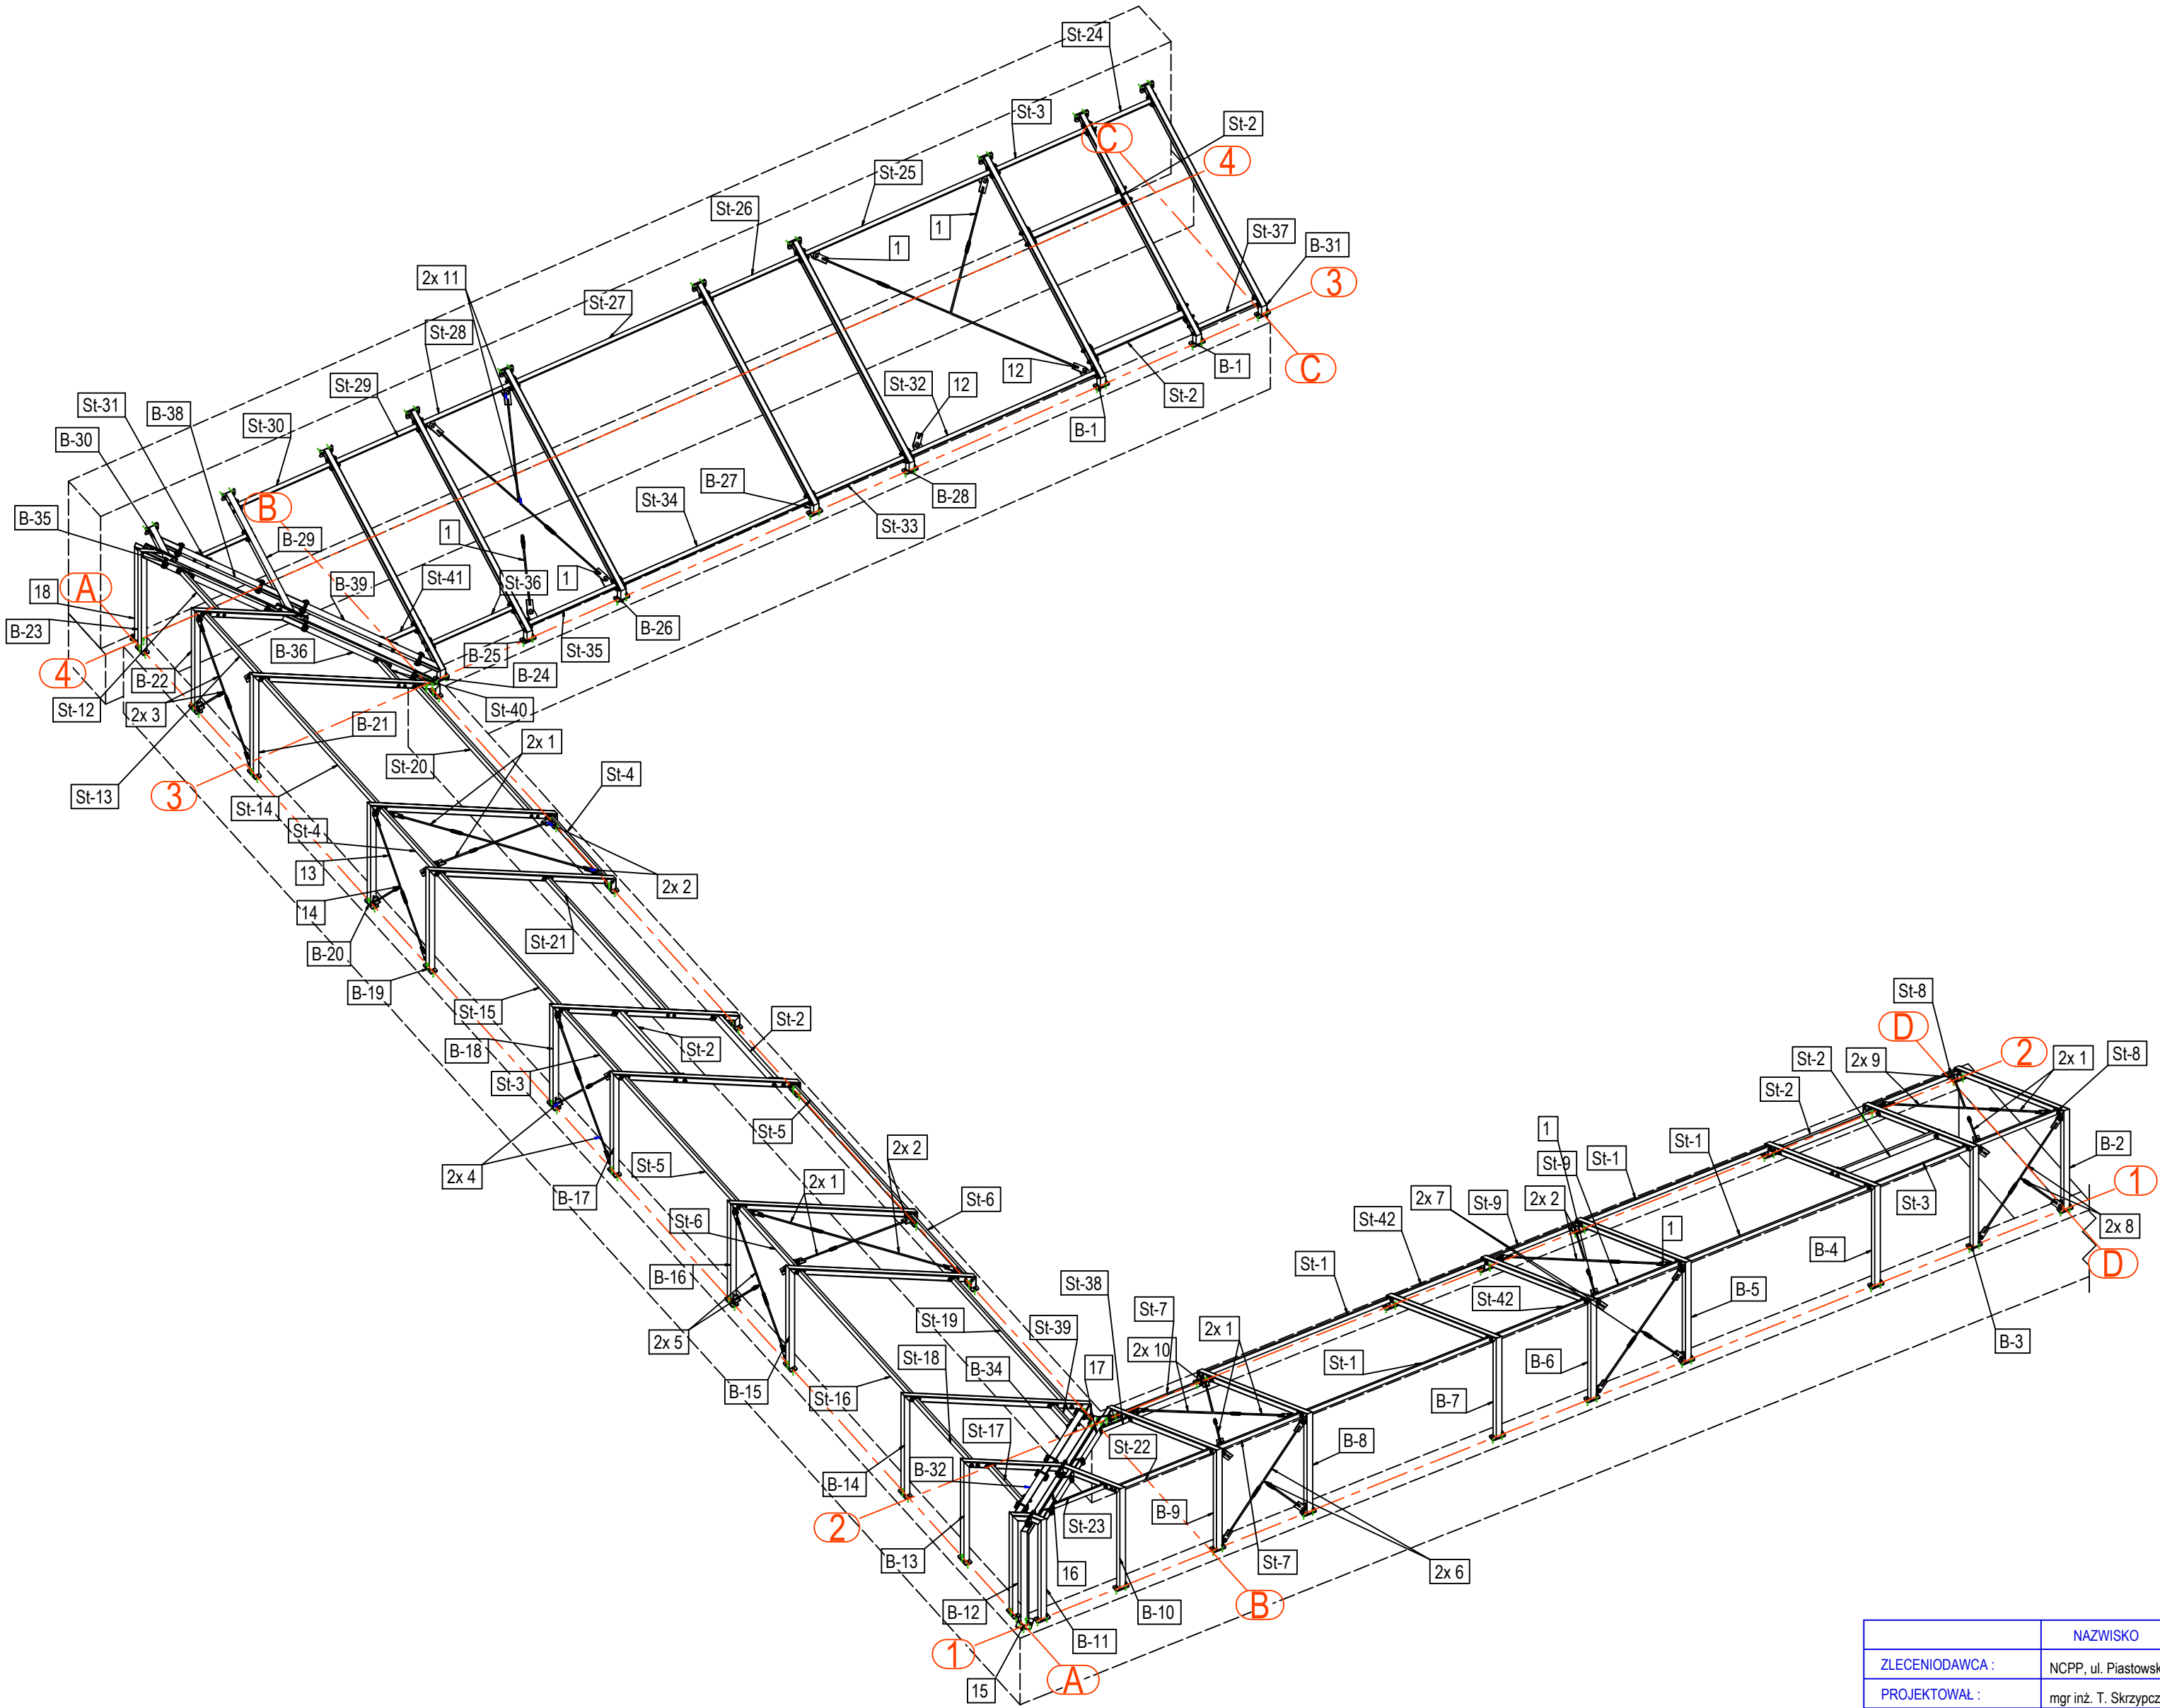 St-24
St-3
C
St-2
4
St-25
St-26
1
1
St-37
B-31
2x 11
3
St-27
St-28
B-1
C
St-29
St-32
12
12
St-2
St-31
B-38
B-1
B-30
St-30
B-27
B-28
B
St-34
B-35
St-33
B-29
1
A
B-39
St-41
St-36
1
18
B-23
B-26
B-36
B-25
St-35
4
B-22
B-24
St-12
2x 3
St-40
B-21
2x 1
St-20
St-4
St-13
3
St-14
St-4
13
2x 2
14
St-21
B-20
B-19
St-8
St-15
St-2
D
B-18
St-2
2
St-2
2x 9
2x 1
St-8
St-3
St-2
St-5
1
St-1
B-2
2x 2
St-9
St-1
2x 4
St-5
2x 1
1
B-17
2x 7
2x 2
St-9
St-3
St-6
St-6
St-42
2x 8
1
B-4
B-16
St-38
St-1
D
St-7
St-42
B-5
St-19
St-39
2x 1
2x 5
2x 10
B-3
St-18
B-34
17
B-6
St-1
B-15
St-16
B-7
St-17
St-22
B-8
B-32
B-14
2
B-9
St-23
B-13
St-7
16
2x 6
B-12
B-10
B
B-11
1
A
15
NAZWISKO
ZLECENIODAWCA :
NCPP, ul. Piastowsk
PROJEKTOWAŁ :
mgr inż. T. Skrzypcz